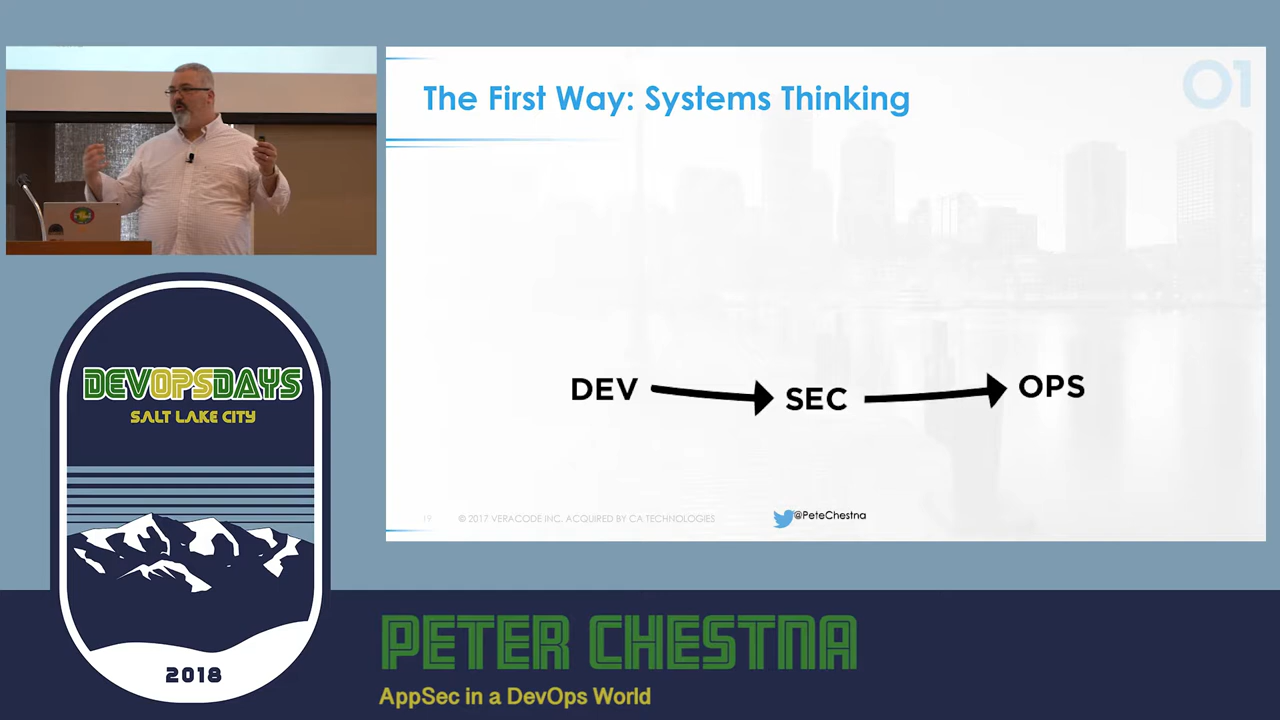 The First Way: Systems Thinking
01
DEV
SEC
OPS
19
© 2017 VERACODE INC. ACQUIRED BY CA TECHNOLOGIES
@PeteChestna
DEVOPSDAYS
SALT LAKE CITY
2018
PETER CHESTNA
AppSec in a DevOps World